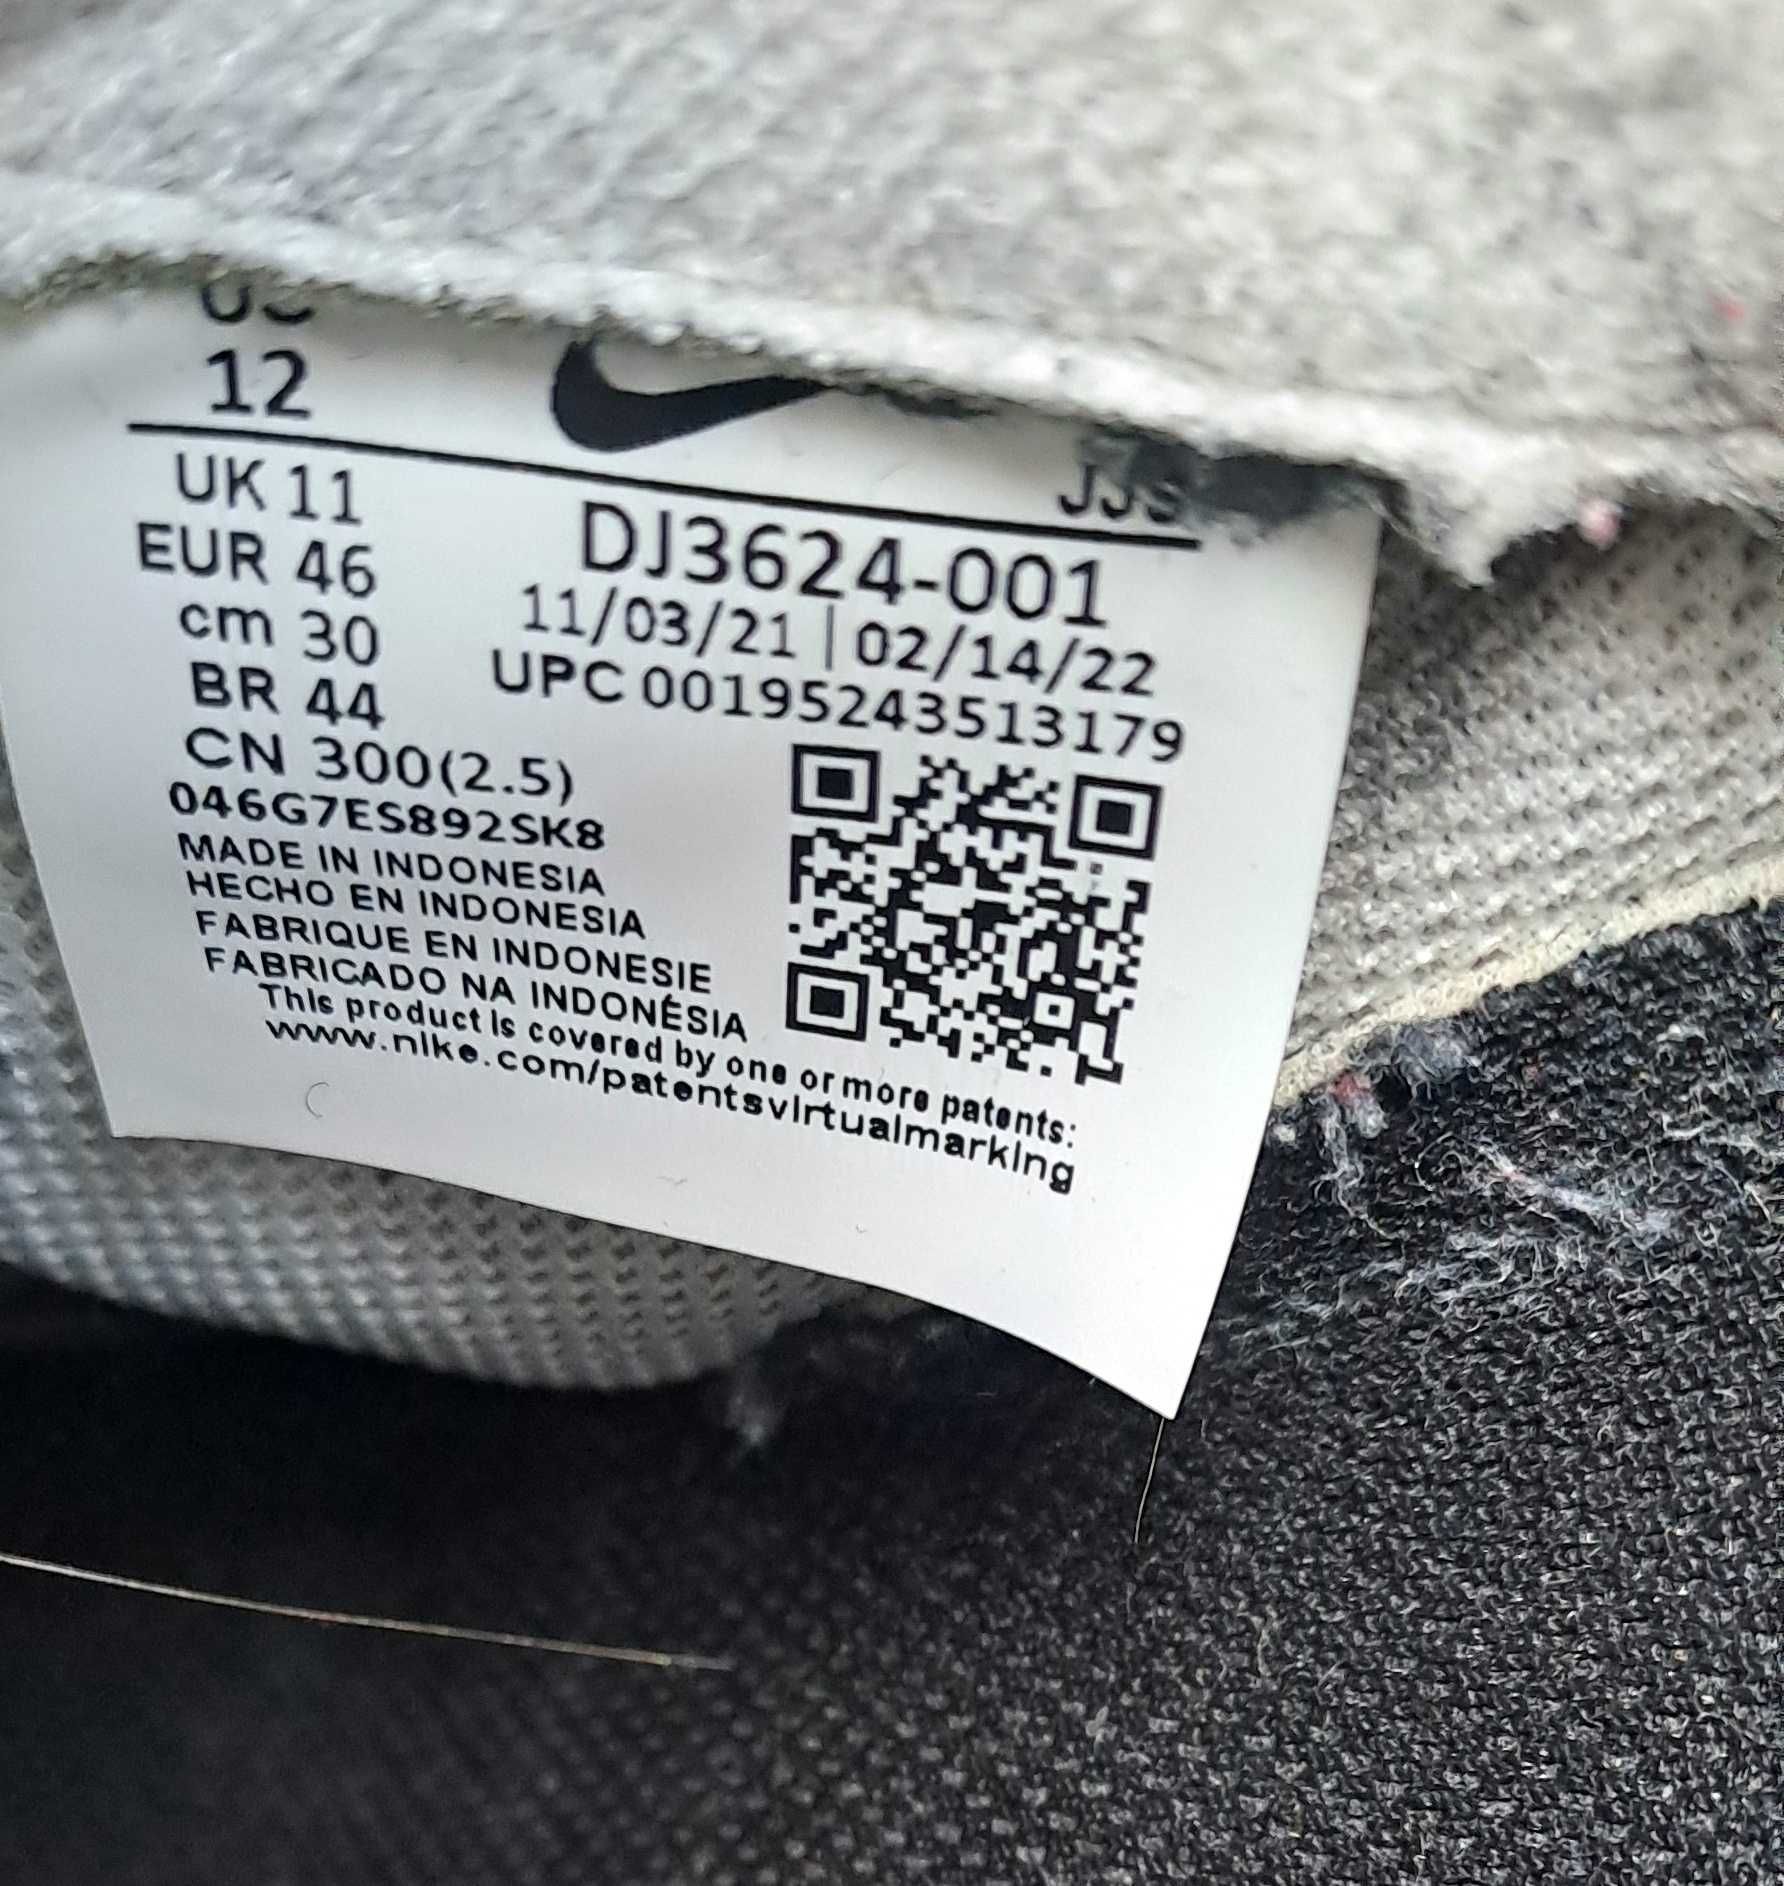 US
12
JJS
UK 11
EUR 46
cm 30
BR 44
CN 300(2.5)
DJ3624-001
11/03/21 | 02/14/22
UPC 00195243513179
046G7ES892SK8
MADE IN INDONESIA
HECHO EN INDONESIA
FABRIQUE EN INDONESIE
FABRICADO NA INDONÉSIA
This product is covered by one or more patents:
www.nike.com/patentsvirtualmarking